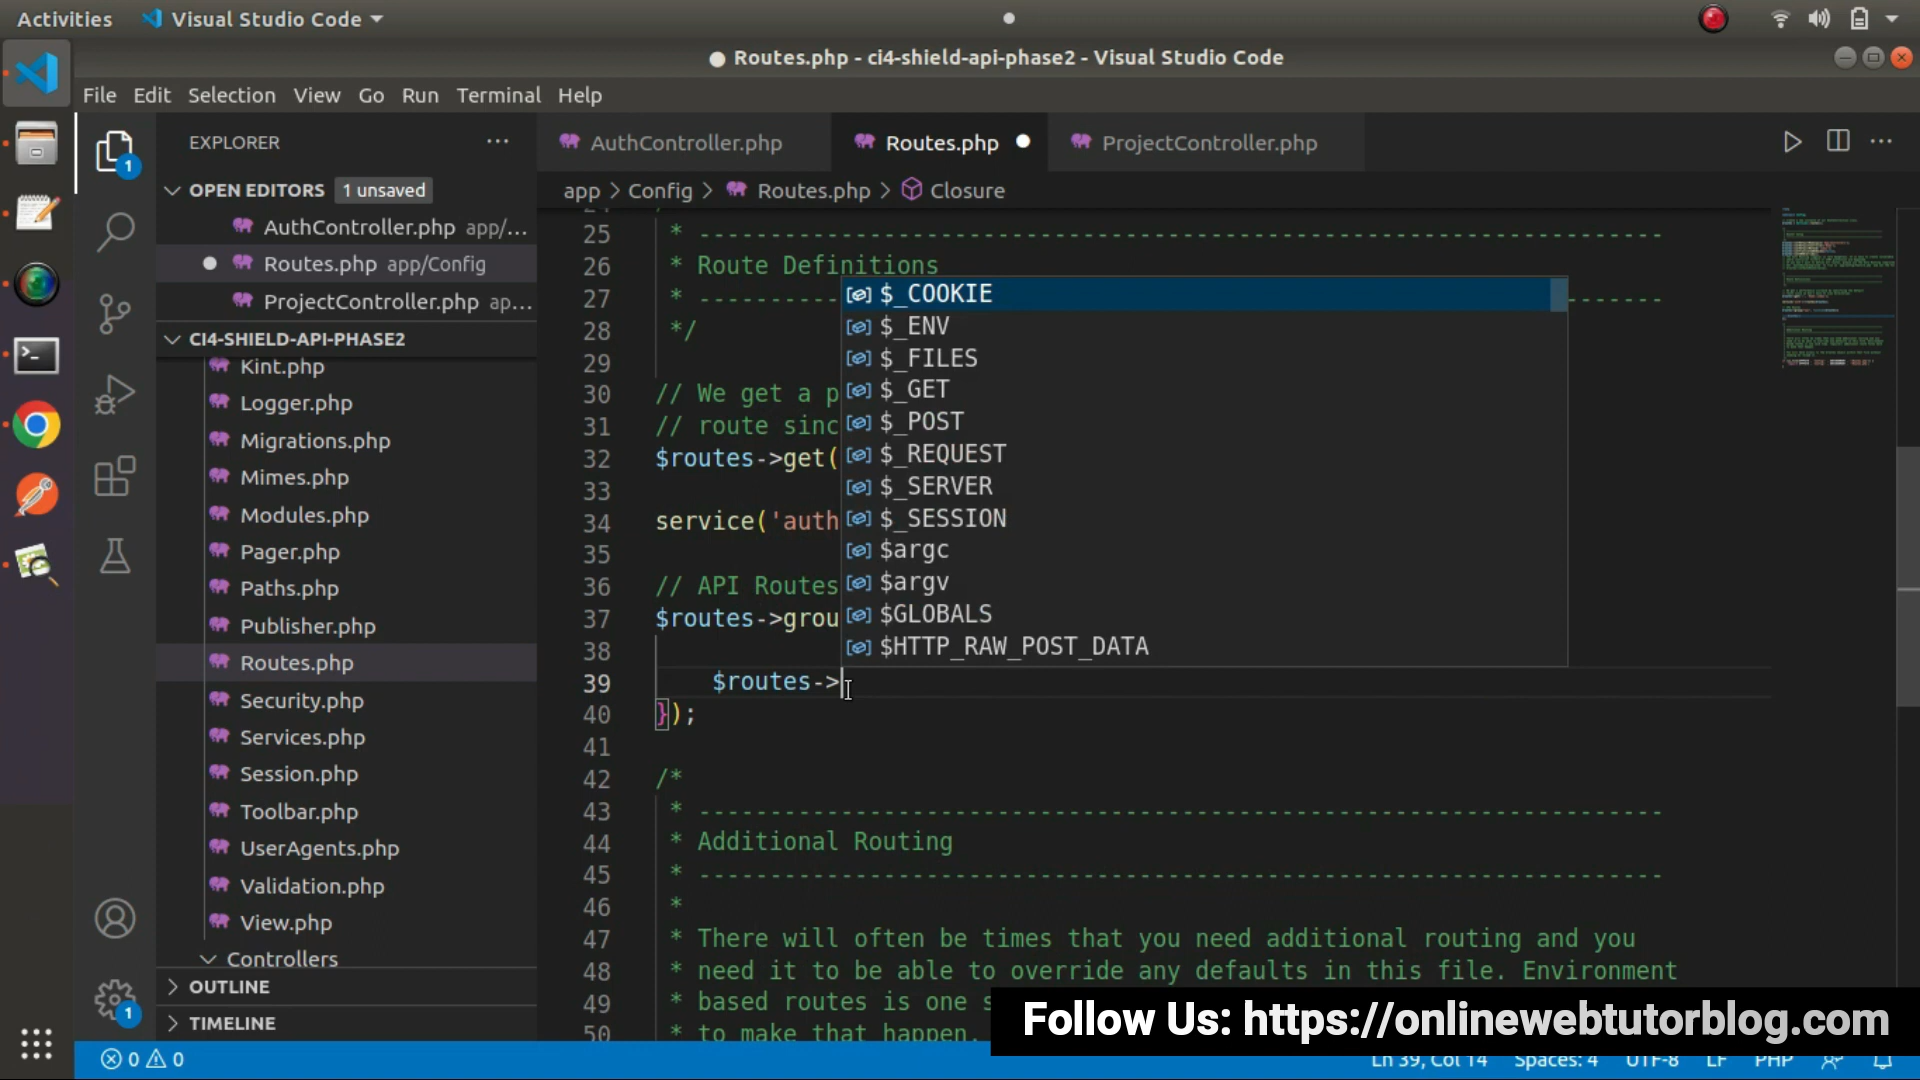 Activities Visual Studio Code
Routes.php - ci4-shield-api-phase2 - Visual Studio Code
File Edit Selection View Go Run Terminal Help
EXPLORER
AuthController.php
Routes.php
ProjectController.php
OPEN EDITORS 1 unsaved
AuthController.php app/...
Routes.php app/Config
ProjectController.php ap...
CI4-SHIELD-API-PHASE2
Kint.php
Logger.php
Migrations.php
Mimes.php
Modules.php
Pager.php
Paths.php
Publisher.php
Routes.php
Security.php
Services.php
Session.php
Toolbar.php
UserAgents.php
Validation.php
View.php
Controllers
OUTLINE
TIMELINE
1
1
app > Config > Routes.php > Closure
25 * --------------------------------------------------------------------
26 * Route Definitions
27 * --------------------------------------------------------------------
28 */
29
30 // We get a p
31 // route sinc
32 $routes->get(
33
34 service('auth
35
36 // API Routes
37 $routes->grou
38
39 $routes->
40 });
41
42 /*
43 * --------------------------------------------------------------------
44 * Additional Routing
45 * --------------------------------------------------------------------
46 *
47 * There will often be times that you need additional routing and you
48 * need it to be able to override any defaults in this file. Environment
49 * based routes is one s
50 * to make that happen.
$_COOKIE
$_ENV
$_FILES
$_GET
$_POST
$_REQUEST
$_SERVER
$_SESSION
$argc
$argv
$GLOBALS
$HTTP_RAW_POST_DATA
Follow Us: https://onlinewebtutorblog.com
0 0 Ln 39, Col 14 Spaces: 4 UTF-8 LF PHP